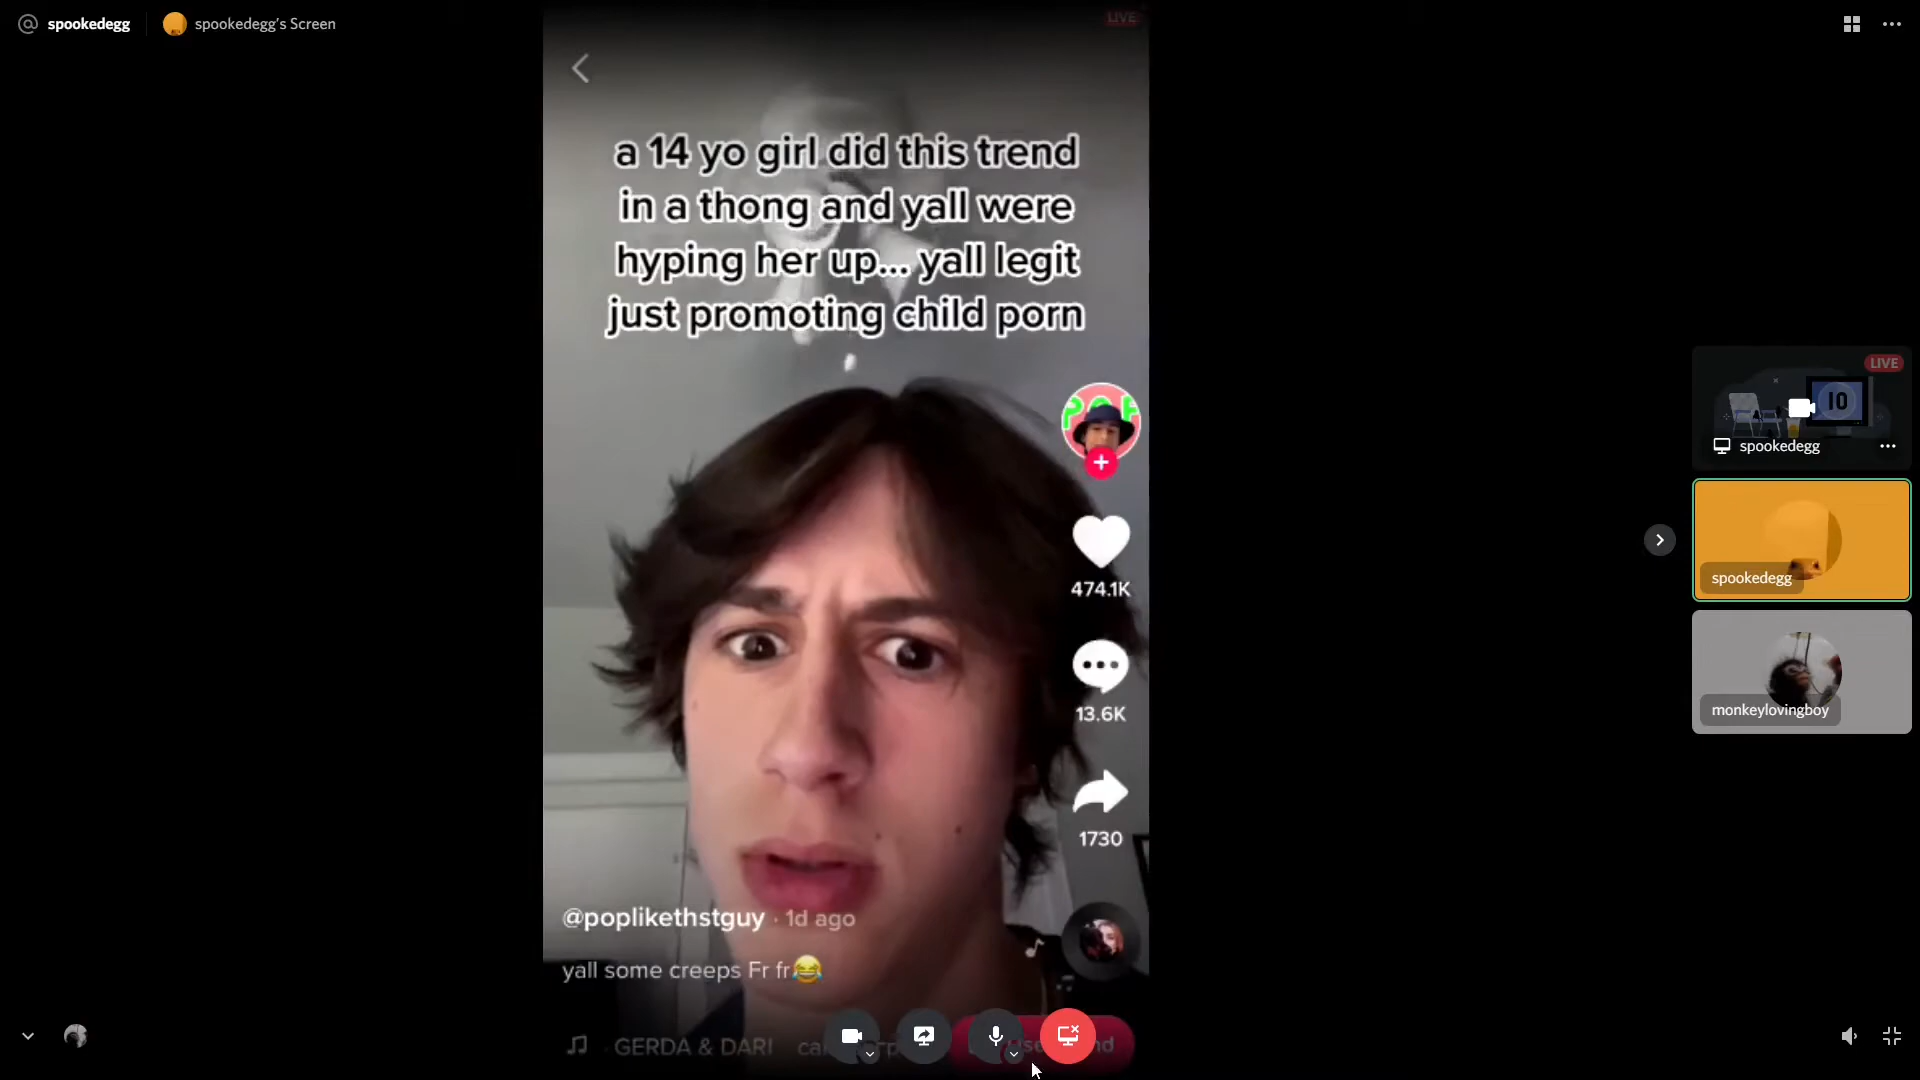 spookedegg
spookedegg's Screen
LIVE
a 14 yo girl did this trend
in a thong and yall were
hyping her up... yall legit
just promoting child porn
474.1K
13.6K
1730
@poplikethstguy · 1d ago
yall some creeps Fr fr😂
GERDA & DARI
LIVE
10
spookedegg
spookedegg
monkeylovingboy